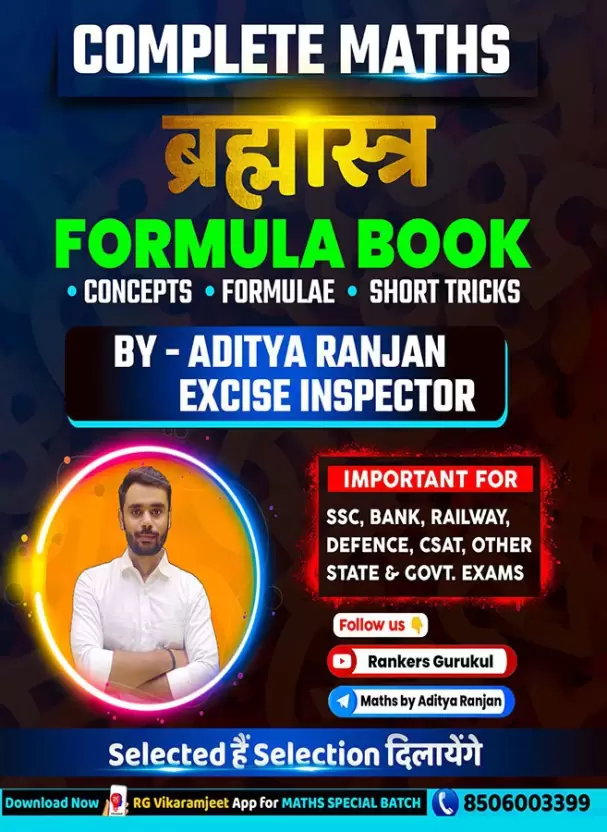 COMPLETE MATHS
ब्रह्मास्त्र
FORMULA BOOK
• CONCEPTS • FORMULAE • SHORT TRICKS
BY - ADITYA RANJAN
EXCISE INSPECTOR
IMPORTANT FOR
SSC, BANK, RAILWAY,
DEFENCE, CSAT, OTHER
STATE & GOVT. EXAMS
Follow us 👇
Rankers Gurukul
Maths by Aditya Ranjan
Selected हैं Selection दिलायेंगे
Download Now RG Vikaramjeet App for MATHS SPECIAL BATCH 8506003399